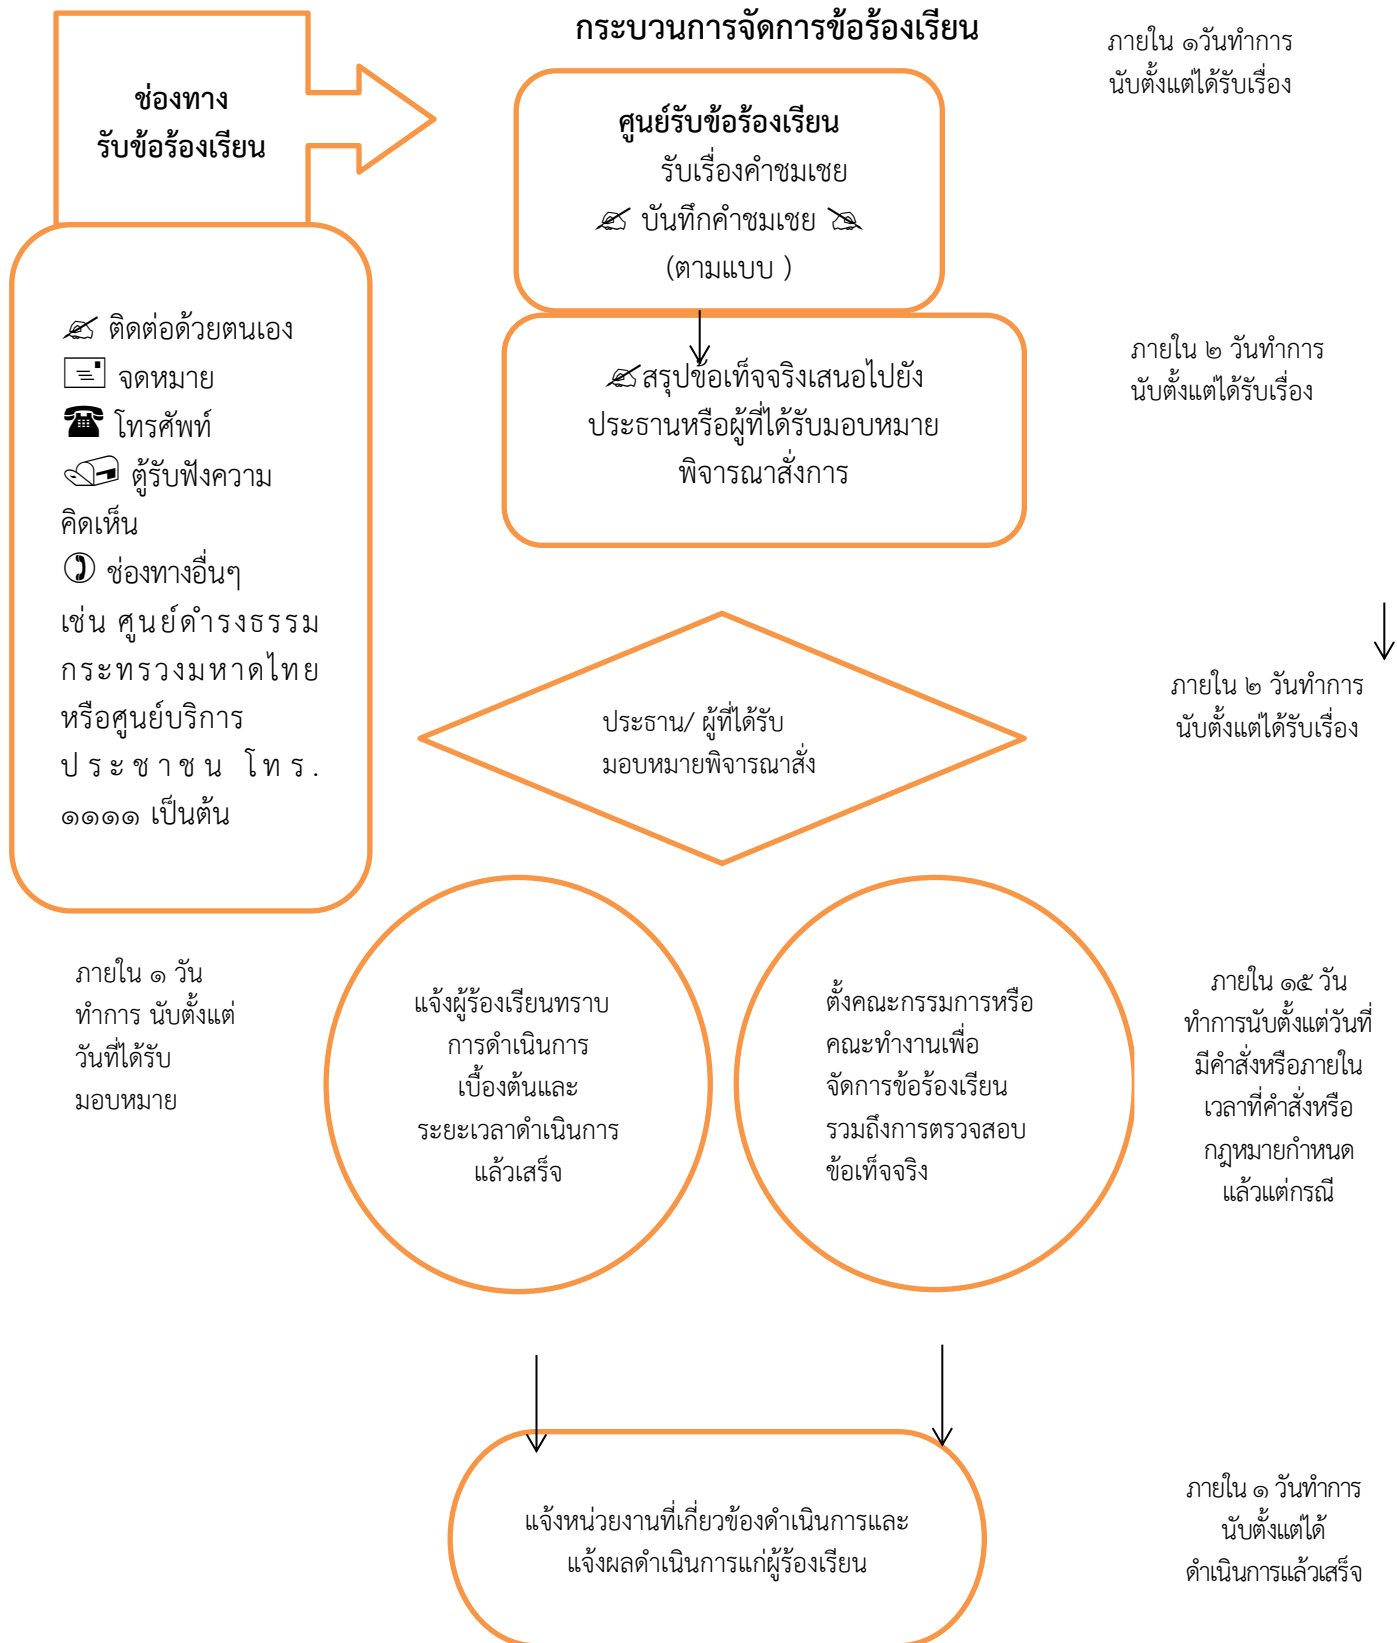 กระบวนการจัดการข้อร้องเรียน
ช่องทาง
รับข้อร้องเรียน
ศูนย์รับข้อร้องเรียน
รับเรื่องคำชมเชย
บันทึกคำชมเชย
(ตามแบบ )
ภายใน ๑วันทำการ
นับตั้งแต่ได้รับเรื่อง
ติดต่อด้วยตนเอง
จดหมาย
โทรศัพท์
ตู้รับฟังความ
คิดเห็น
ช่องทางอื่นๆ
เช่น ศูนย์ดำรงธรรม
กระทรวงมหาดไทย
หรือศูนย์บริการ
ประชาชน โทร.
๑๑๑๑ เป็นต้น
สรุปข้อเท็จจริงเสนอไปยัง
ประธานหรือผู้ที่ได้รับมอบหมาย
พิจารณาสั่งการ
ภายใน ๒ วันทำการ
นับตั้งแต่ได้รับเรื่อง
ประธาน/ ผู้ที่ได้รับ
มอบหมายพิจารณาสั่ง
ภายใน ๒ วันทำการ
นับตั้งแต่ได้รับเรื่อง
ภายใน ๑ วัน
ทำการ นับตั้งแต่
วันที่ได้รับ
มอบหมาย
แจ้งผู้ร้องเรียนทราบ
การดำเนินการ
เบื้องต้นและ
ระยะเวลาดำเนินการ
แล้วเสร็จ
ตั้งคณะกรรมการหรือ
คณะทำงานเพื่อ
จัดการข้อร้องเรียน
รวมถึงการตรวจสอบ
ข้อเท็จจริง
ภายใน ๑๕ วัน
ทำการนับตั้งแต่วันที่
มีคำสั่งหรือภายใน
เวลาที่คำสั่งหรือ
กฎหมายกำหนด
แล้วแต่กรณี
แจ้งหน่วยงานที่เกี่ยวข้องดำเนินการและ
แจ้งผลดำเนินการแก่ผู้ร้องเรียน
ภายใน ๑ วันทำการ
นับตั้งแต่ได้
ดำเนินการแล้วเสร็จ